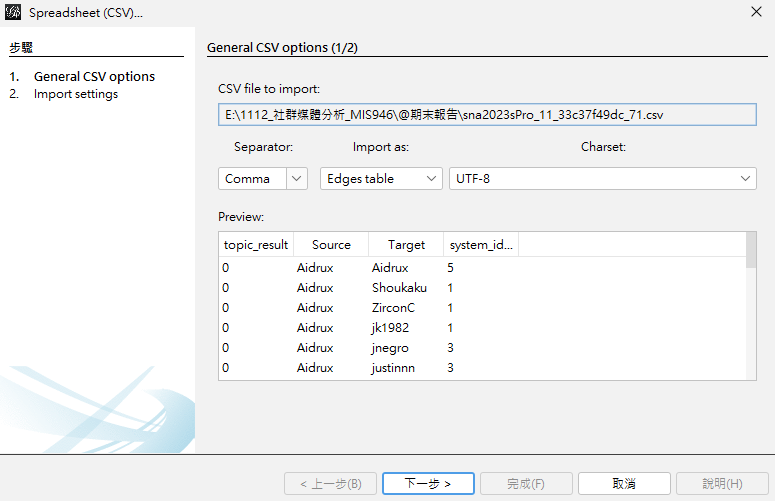 Spreadsheet (CSV)...
步驟
1. General CSV options
2. Import settings
General CSV options (1/2)
CSV file to import:
E:\1112_社群媒體分析_MIS946\@期末報告\sna2023sPro_11_33c37f49dc_71.csv
Separator: Import as: Charset:
Comma Edges table UTF-8
Preview:
topic_result Source Target system_id...
0 Aidrux Aidrux 5
0 Aidrux Shoukaku 1
0 Aidrux ZirconC 1
0 Aidrux jk1982 1
0 Aidrux jnegro 3
0 Aidrux justinnn 3
< 上一步(B) 下一步 > 完成(F) 取消 說明(H)